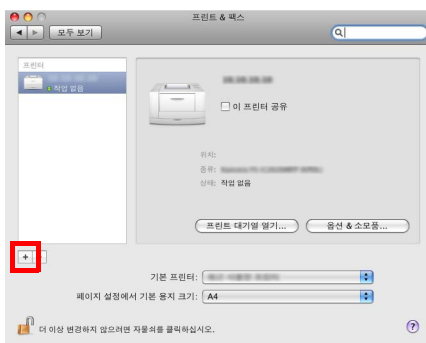 프린트 & 팩스
모두 보기
프린터
작업 없음
이 프린터 공유
위치:
종류:
상태: 작업 없음
프린트 대기열 열기...
옵션 & 소모품...
+
기본 프린터:
페이지 설정에서 기본 용지 크기: A4
더 이상 변경하지 않으려면 자물쇠를 클릭하십시오.
?